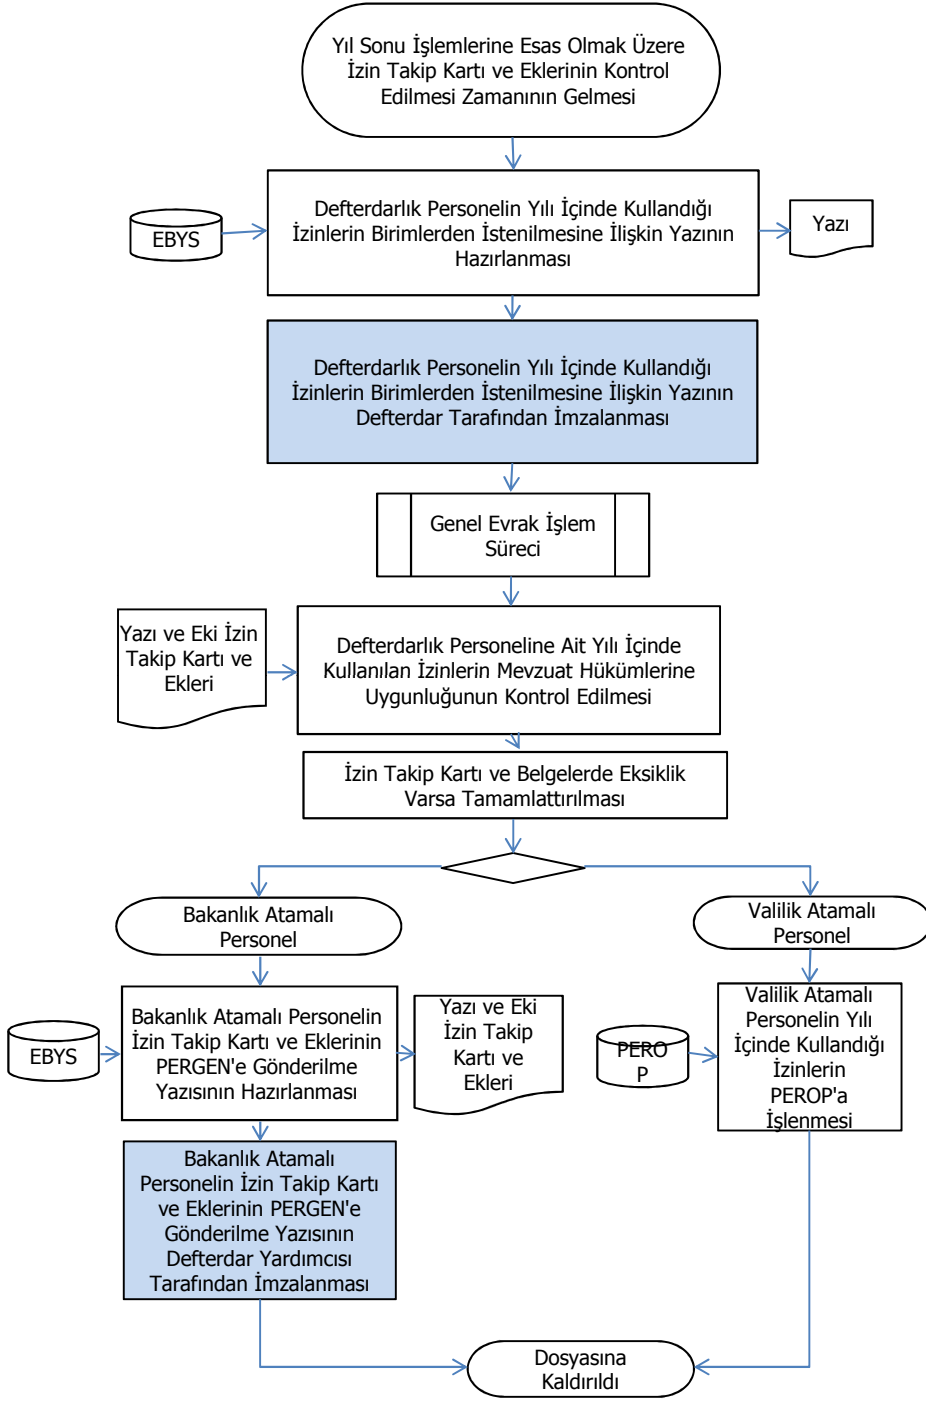 Yıl Sonu İşlemlerine Esas Olmak Üzere
İzin Takip Kartı ve Eklerinin Kontrol
Edilmesi Zamanının Gelmesi
Defterdarlık Personelin Yılı İçinde Kullandığı
İzinlerin Birimlerden İstenilmesine İlişkin Yazının
Hazırlanması
EBYS
Yazı
Defterdarlık Personelin Yılı İçinde Kullandığı
İzinlerin Birimlerden İstenilmesine İlişkin Yazının
Defterdar Tarafından İmzalanması
Genel Evrak İşlem
Süreci
Yazı ve Eki İzin
Takip Kartı ve
Ekleri
Defterdarlık Personeline Ait Yılı İçinde
Kullanılan İzinlerin Mevzuat Hükümlerine
Uygunluğunun Kontrol Edilmesi
İzin Takip Kartı ve Belgelerde Eksiklik
Varsa Tamamlattırılması
Bakanlık Atamalı
Personel
Valilik Atamalı
Personel
EBYS
Bakanlık Atamalı Personelin
İzin Takip Kartı ve Eklerinin
PERGEN'e Gönderilme
Yazısının Hazırlanması
Yazı ve Eki
İzin Takip
Kartı ve
Ekleri
PERO
P
Valilik Atamalı
Personelin Yılı
İçinde Kullandığı
İzinlerin
PEROP'a
İşlenmesi
Bakanlık Atamalı
Personelin İzin Takip Kartı
ve Eklerinin PERGEN'e
Gönderilme Yazısının
Defterdar Yardımcısı
Tarafından İmzalanması
Dosyasına
Kaldırıldı